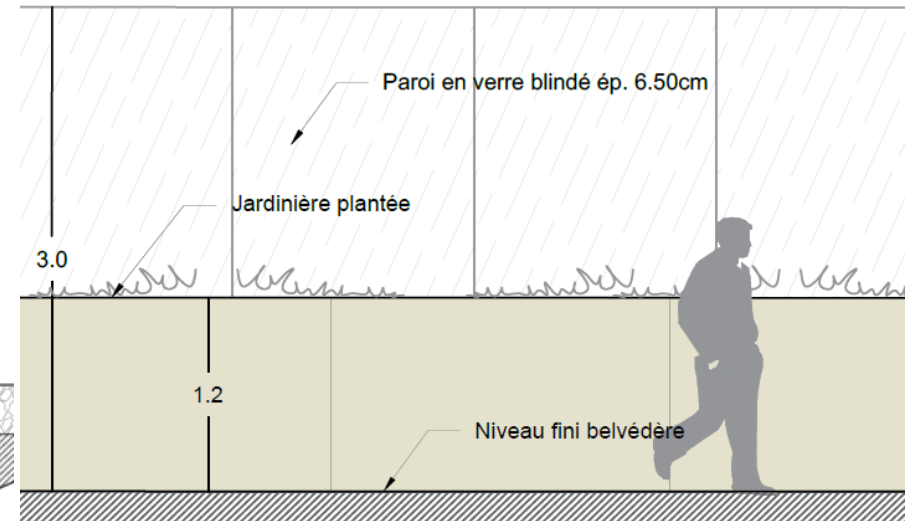 Paroi en verre blindé ép. 6.50cm
Jardinière plantée
3.0
1.2
Niveau fini belvédère